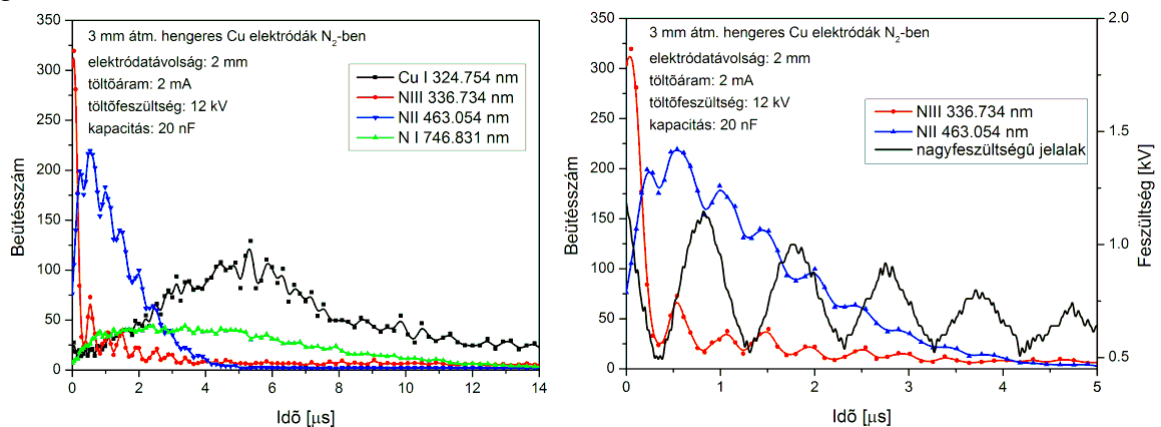 3 mm átm. hengeres Cu elektródák N2-ben
elektródatávolság: 2 mm
töltõáram: 2 mA
töltõfeszültség: 12 kV
kapacitás: 20 nF
Cu I 324.754 nm
NIII 336.734 nm
NII 463.054 nm
N I 746.831 nm
Beütésszám
350
300
250
200
150
100
50
0
0 2 4 6 8 10 12 14
Idõ [µs]
3 mm átm. hengeres Cu elektródák N2-ben
elektródatávolság: 2 mm
töltõáram: 2 mA
töltõfeszültség: 12 kV
kapacitás: 20 nF
NIII 336.734 nm
NII 463.054 nm
nagyfeszültségû jelalak
Beütésszám
350
300
250
200
150
100
50
0
0 1 2 3 4 5
Idõ [µs]
2.0
1.5
1.0
0.5
Feszültség [kV]